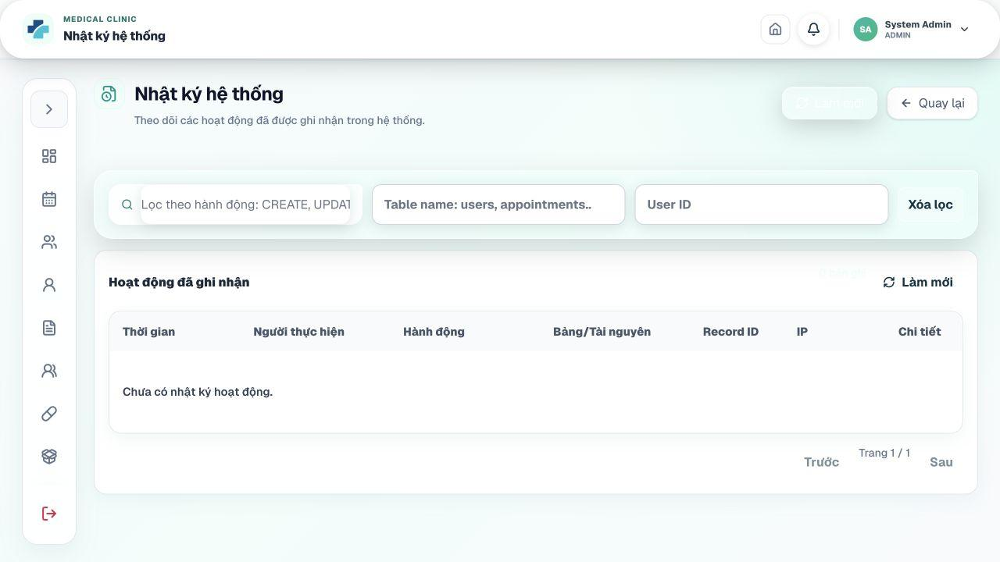 MEDICAL CLINIC
Nhật ký hệ thống
SA
System Admin
ADMIN
Nhật ký hệ thống
Theo dõi các hoạt động đã được ghi nhận trong hệ thống.
Làm mới
Quay lại
Lọc theo hành động: CREATE, UPDAT
Table name: users, appointments..
User ID
Xóa lọc
Hoạt động đã ghi nhận
0 bản ghi
Làm mới
Thời gian
Người thực hiện
Hành động
Bảng/Tài nguyên
Record ID
IP
Chi tiết
Chưa có nhật ký hoạt động.
Trước
Trang 1 / 1
Sau